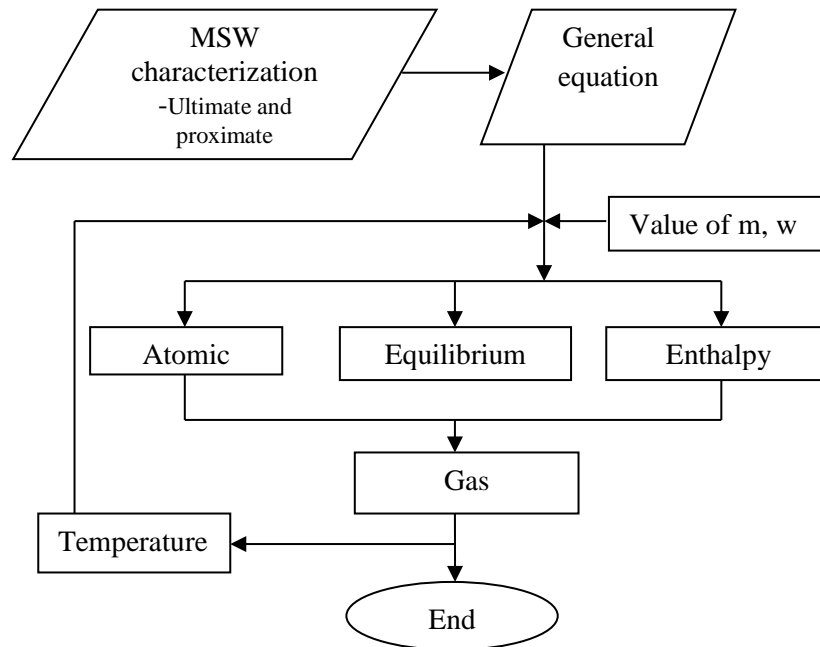 MSW
characterization
-Ultimate and
proximate
General
equation
Value of m, w
Atomic
Equilibrium
Enthalpy
Gas
Temperature
End